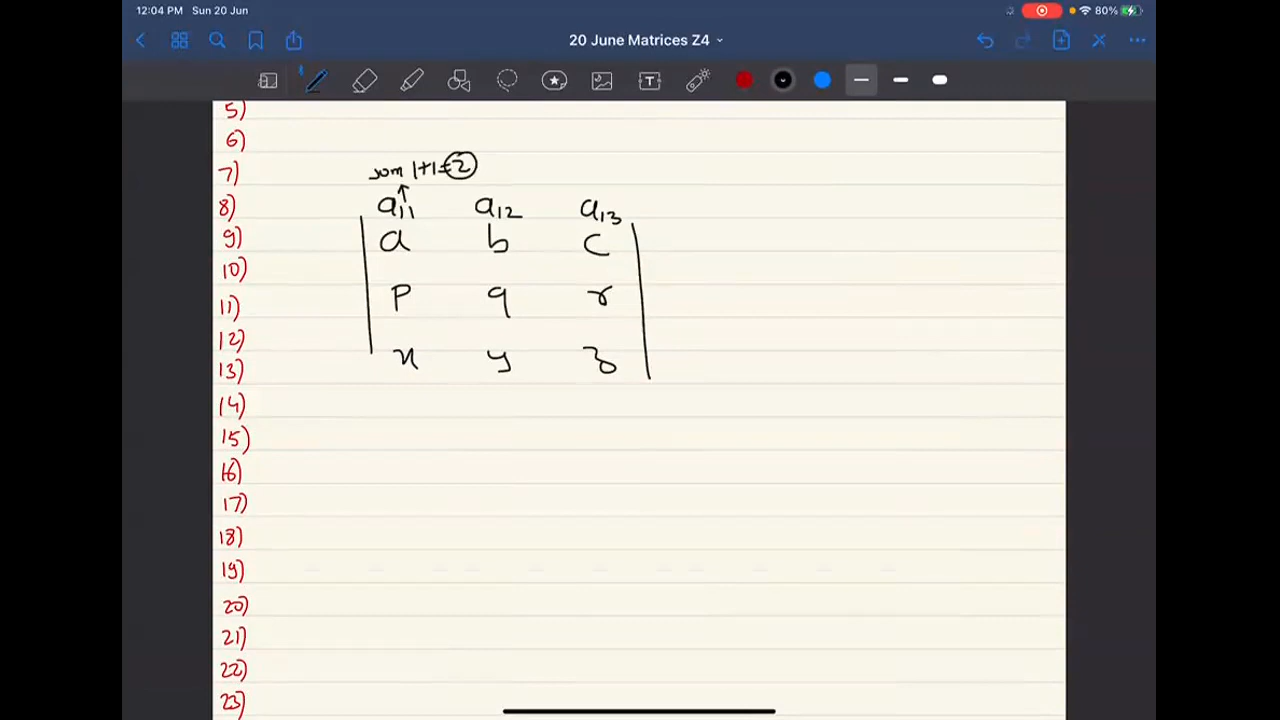 12:04 PM Sun 20 Jun
80%
20 June Matrices Z4
5)
6)
7) sum 1+1=2
8) a11 a12 a13
9) a b c
10)
11) p q r
12)
13) x y z
14)
15)
16)
17)
18)
19)
20)
21)
22)
23)